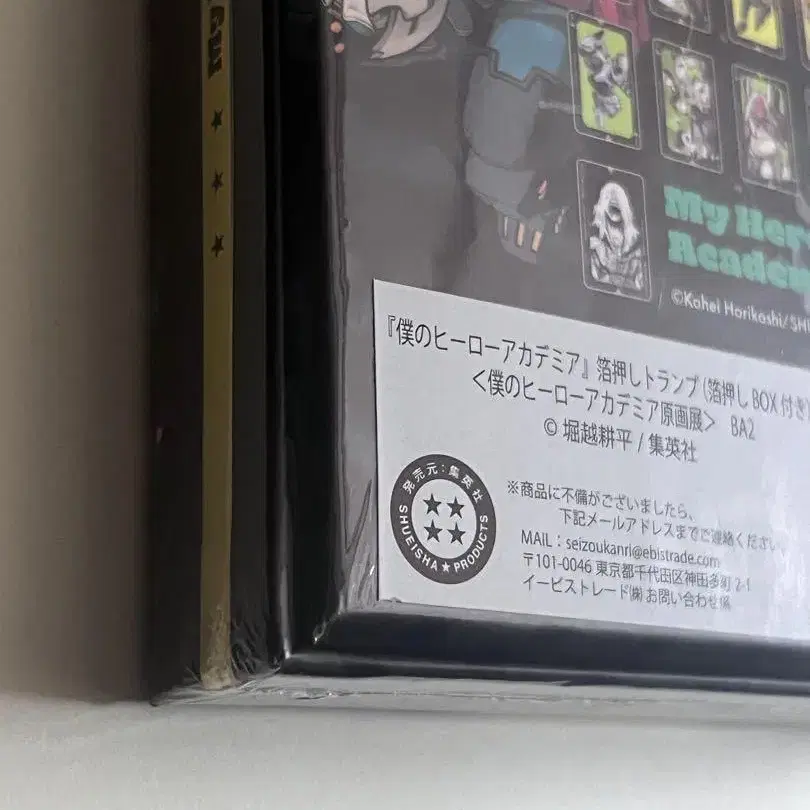 My Her
Academ
©Kohei Horikoshi/SH
『僕のヒーローアカデミア』箔押しトランプ(箔押し BOX 付き)
<僕のヒーローアカデミア原画展> BA2
© 堀越耕平 / 集英社
発売元:集英社
SHUEISHA★PRODUCTS
※商品に不備がございましたら、
下記メールアドレスまでご連絡ください。
MAIL:seizoukanri@ebistrade.com
〒101-0046 東京都千代田区神田多町 2-1
イービストレード㈱ お問い合わせ係